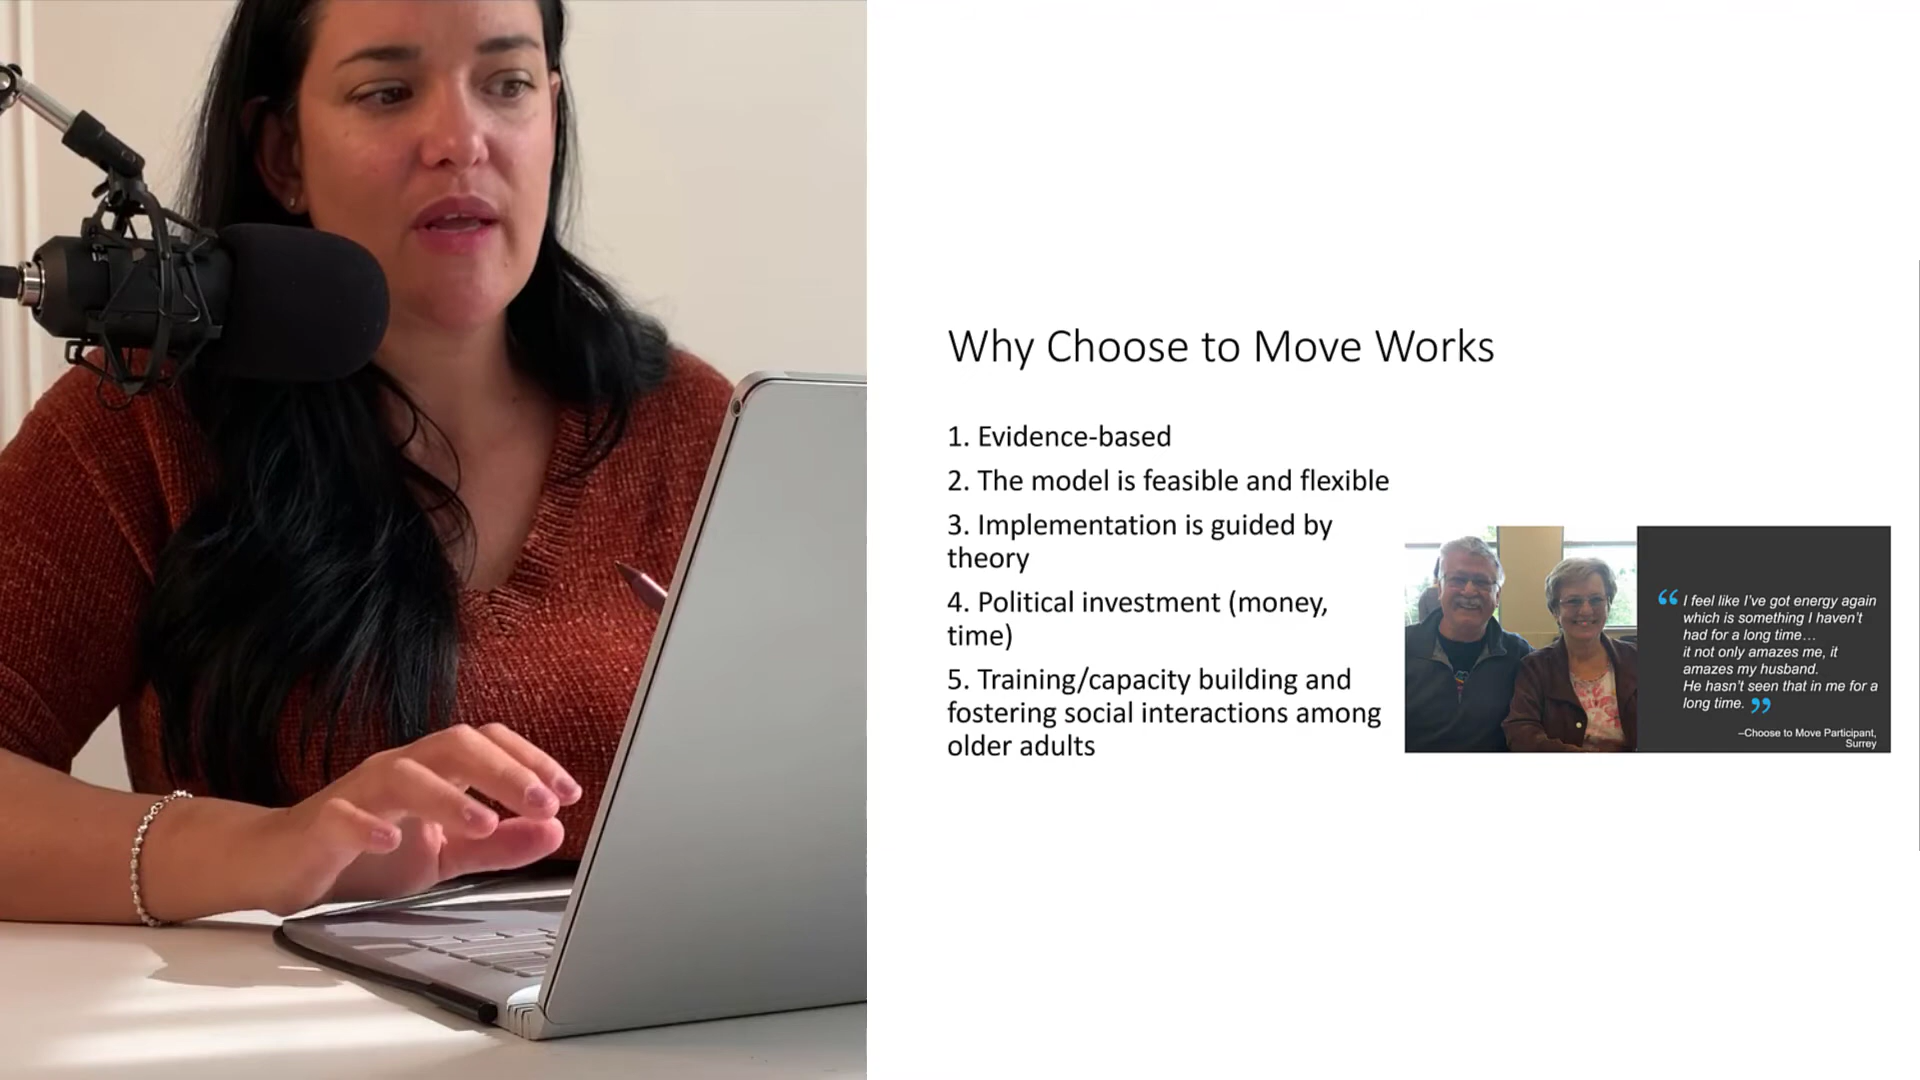 Why Choose to Move Works
1. Evidence-based
2. The model is feasible and flexible
3. Implementation is guided by
theory
4. Political investment (money,
time)
5. Training/capacity building and
fostering social interactions among
older adults
“ I feel like I’ve got energy again
which is something I haven’t
had for a long time…
it not only amazes me, it
amazes my husband.
He hasn’t seen that in me for a
long time. ”
–Choose to Move Participant,
Surrey